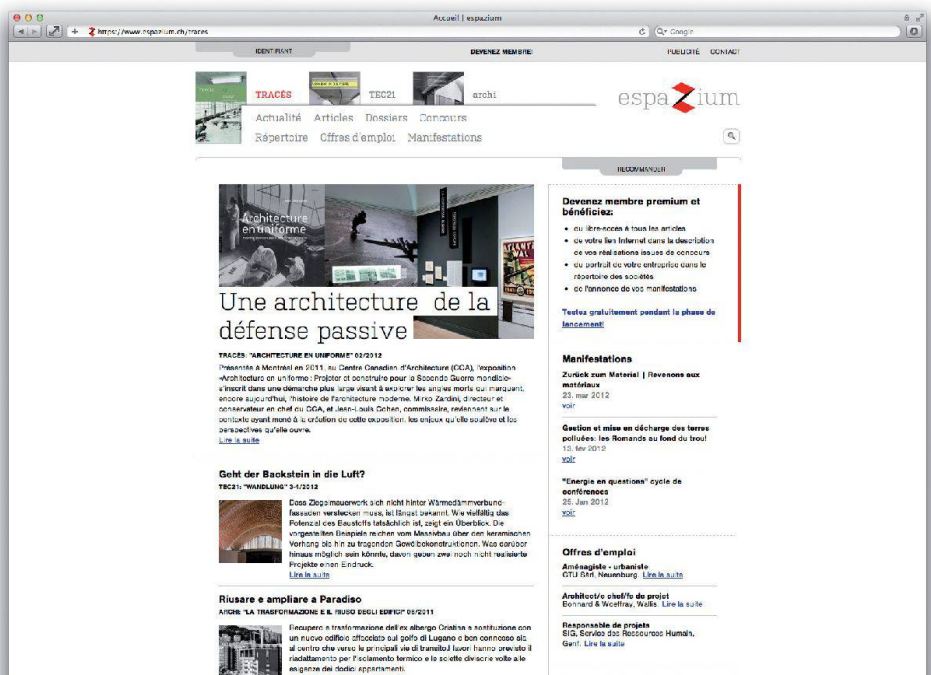 Accueil | espazium
https://www.espazium.ch/traces
Google
IDENTIFIANT
DEVENEZ MEMBRE!
PUBLICITÉ CONTACT
TRACÉS
TEC21
archi
espazium
Actualité Articles Dossiers Concours
Répertoire Offres d'emploi Manifestations
RECOMMANDER
Architecture
en uniforme
ATLANTIC
WAL
Une architecture de la
défense passive
TRACÉS: "ARCHITECTURE EN UNIFORME" 02/2012
Présentée à Montréal en 2011, au Centre Canadien d'Architecture (CCA), l'exposition
«Architecture en uniforme : Projeter et construire pour la Seconde Guerre mondiale»
s'inscrit dans une démarche plus large visant à explorer les angles morts qui marquent,
encore aujourd'hui, l'histoire de l'architecture moderne. Mirko Zardini, directeur et
conservateur en chef du CCA, et Jean-Louis Cohen, commissaire, reviennent sur le
contexte ayant mené à la création de cette exposition, les enjeux qu'elle soulève et les
perspectives qu'elle ouvre.
Lire la suite
Geht der Backstein in die Luft?
TEC21: "WANDLUNG" 3-4/2012
Dass Ziegelmauerwerk sich nicht hinter Wärmedämmverbund-
fassaden verstecken muss, ist längst bekannt. Wie vielfältig das
Potenzial des Baustoffs tatsächlich ist, zeigt ein Überblick. Die
vorgestellten Beispiele reichen vom Massivbau über den keramischen
Vorhang bis hin zu tragenden Gewölbekonstruktionen. Was darüber
hinaus möglich sein könnte, davon geben zwei noch nicht realisierte
Projekte einen Eindruck.
Lire la suite
Riusare e ampliare a Paradiso
ARCHI: "LA TRASFORMAZIONE E IL RIUSO DEGLI EDIFICI" 06/2011
Recupero e trasformazione dell'ex albergo Cristina e sostituzione con
un nuovo edificio affacciato sul golfo di Lugano e ben connesso sia
al centro che verso le principali vie di transito.I lavori hanno previsto il
riadattamento per l'isolamento termico e le solette divisorie volte alle
esigenze dei dodici appartamenti.
Devenez membre premium et
bénéficiez:
• du libre-accès à tous les articles
• de votre lien Internet dans la description
de vos réalisations issues de concours
• du portrait de votre entreprise dans le
répertoire des sociétés
• de l'annonce de vos manifestations
Testez gratuitement pendant la phase de
lancement!
Manifestations
Zurück zum Material | Revenons aux
matériaux
23. mar 2012
voir
Gestion et mise en décharge des terres
polluées: les Romands au fond du trou!
13. fev 2012
voir
"Energie en questions" cycle de
conférences
25. Jan 2012
voir
Offres d'emploi
Aménagiste - urbaniste
CTU Sàrl, Neuenburg. Lire la suite
Architect/e chef/fe de projet
Bonnard & Woeffray, Wallis. Lire la suite
Responsable de projets
SIG, Service des Ressources Humain,
Genf. Lire la suite